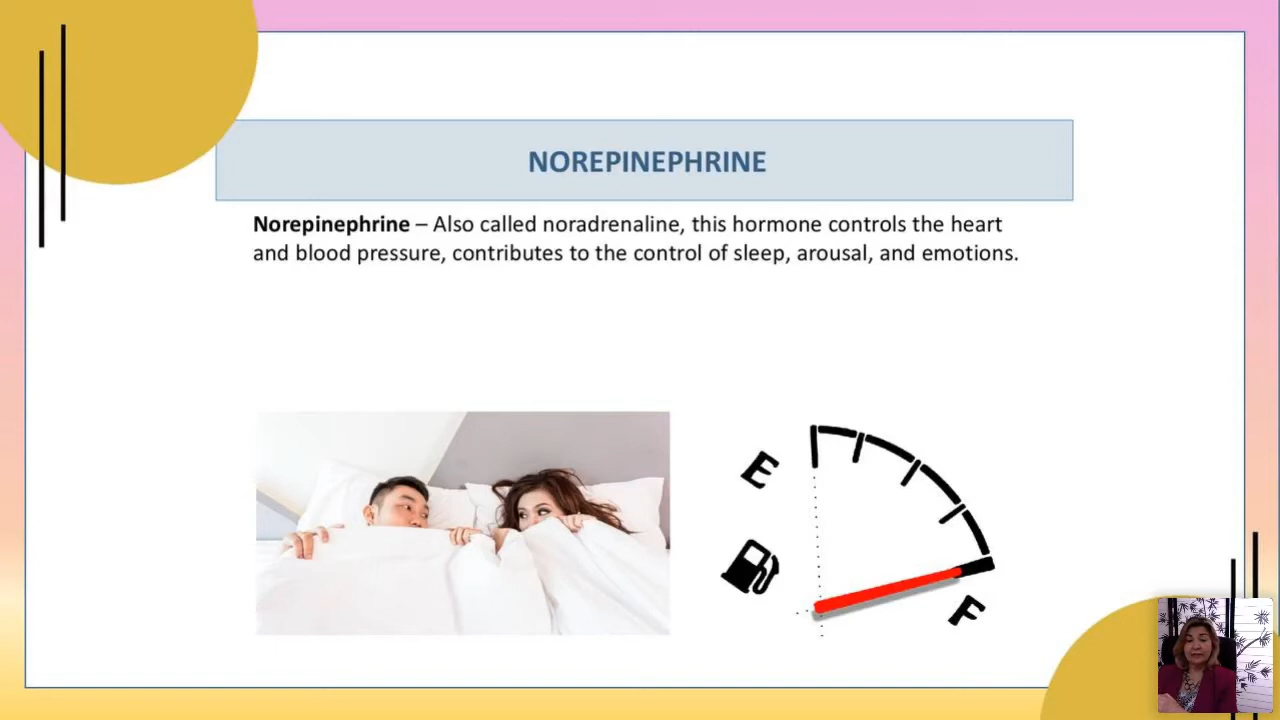 NOREPINEPHRINE
Norepinephrine – Also called noradrenaline, this hormone controls the heart
and blood pressure, contributes to the control of sleep, arousal, and emotions.
E
F